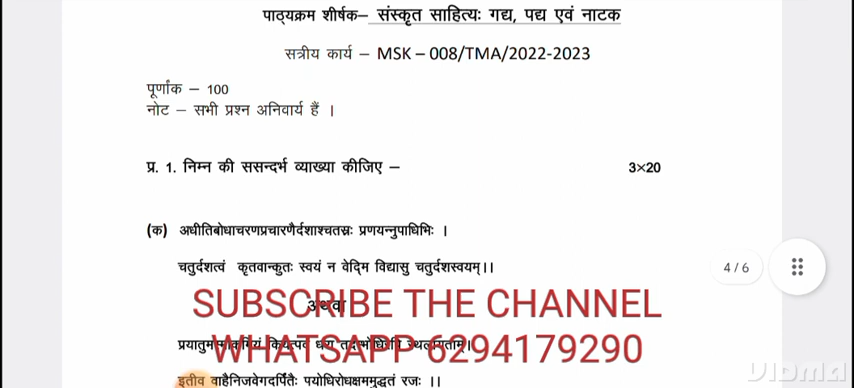 पाठ्यक्रम शीर्षक– संस्कृत साहित्यः गद्य, पद्य एवं नाटक
सत्रीय कार्य – MSK – 008/TMA/2022-2023
पूर्णांक – 100
नोट – सभी प्रश्न अनिवार्य हैं ।
प्र. 1. निम्न की ससन्दर्भ व्याख्या कीजिए – 3×20
(क) अधीतिबोधाचरणप्रचारणैर्दशाश्चतस्रः प्रणयन्नुपाधिभिः ।
चतुर्दशत्वं कृतवान्कुतः स्वयं न वेद्मि विद्यासु चतुर्दशस्वयम्।।
4 / 6
SUBSCRIBE THE CHANNEL
अथवा
WHATSAPP 6294179290
इतीव वाहैनिजवेगदर्पितैः पयोधिरोधक्षममुद्धतं रजः ।।